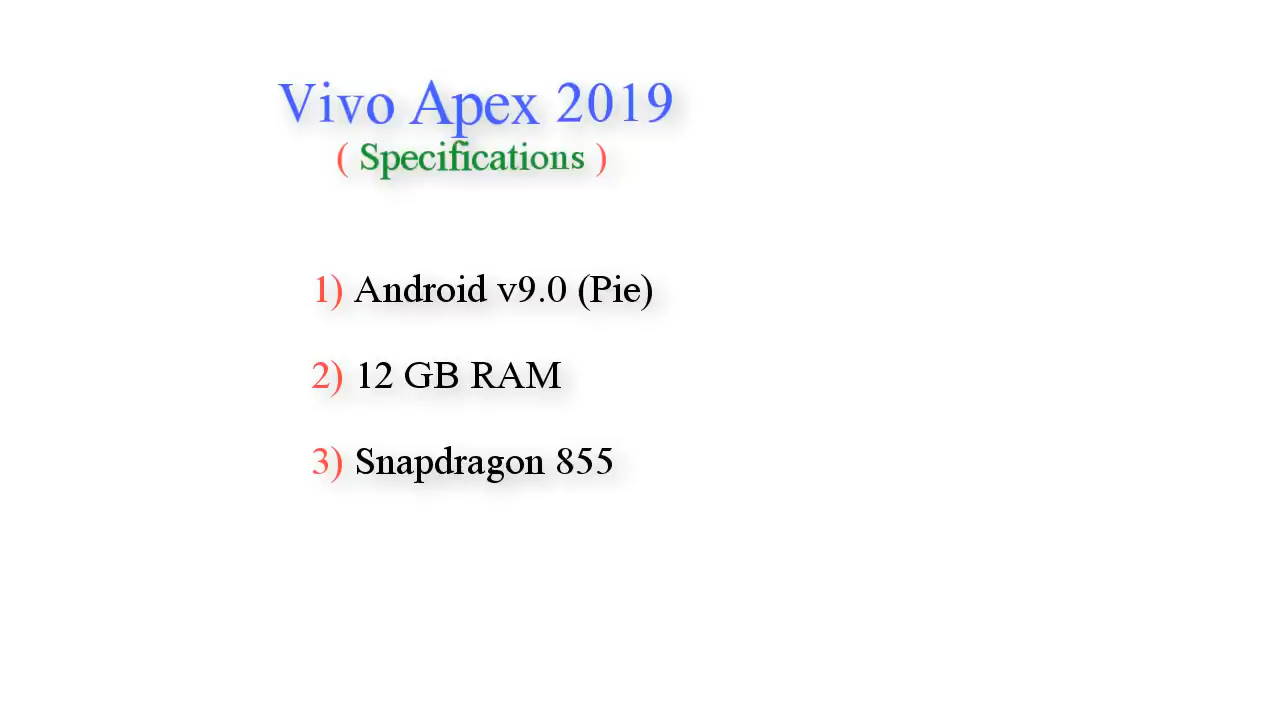 Vivo Apex 2019
( Specifications )
1) Android v9.0 (Pie)
2) 12 GB RAM
3) Snapdragon 855